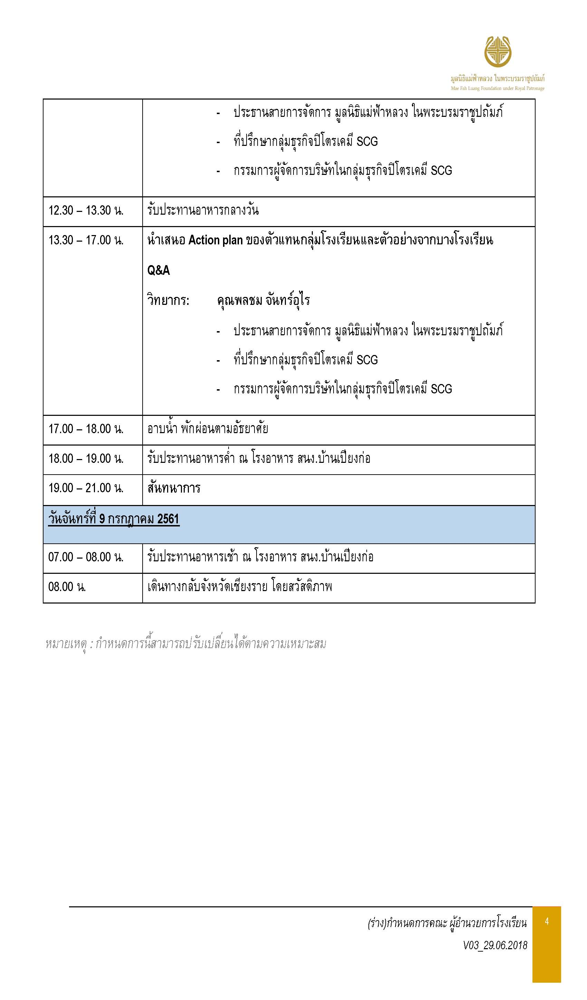 มูลนิธิแม่ฟ้าหลวง ในพระบรมราชูปถัมภ์
Mae Fah Luang Foundation under Royal Patronage
- ประธานสายการจัดการ มูลนิธิแม่ฟ้าหลวง ในพระบรมราชูปถัมภ์
- ที่ปรึกษากลุ่มธุรกิจปิโตรเคมี SCG
- กรรมการผู้จัดการบริษัทในกลุ่มธุรกิจปิโตรเคมี SCG
12.30 – 13.30 น. รับประทานอาหารกลางวัน
13.30 – 17.00 น. นำเสนอ Action plan ของตัวแทนกลุ่มโรงเรียนและตัวอย่างจากบางโรงเรียน
Q&A
วิทยากร: คุณพลชม จันทร์อุไร
- ประธานสายการจัดการ มูลนิธิแม่ฟ้าหลวง ในพระบรมราชูปถัมภ์
- ที่ปรึกษากลุ่มธุรกิจปิโตรเคมี SCG
- กรรมการผู้จัดการบริษัทในกลุ่มธุรกิจปิโตรเคมี SCG
17.00 – 18.00 น. อาบน้ำ พักผ่อนตามอัธยาศัย
18.00 – 19.00 น. รับประทานอาหารค่ำ ณ โรงอาหาร สนง.บ้านเปียงก่อ
19.00 – 21.00 น. สันทนาการ
วันจันทร์ที่ 9 กรกฎาคม 2561
07.00 – 08.00 น. รับประทานอาหารเช้า ณ โรงอาหาร สนง.บ้านเปียงก่อ
08.00 น. เดินทางกลับจังหวัดเชียงราย โดยสวัสดิภาพ
หมายเหตุ : กำหนดการนี้สามารถปรับเปลี่ยนได้ตามความเหมาะสม
(ร่าง)กำหนดการคณะ ผู้อำนวยการโรงเรียน 4
V03_29.06.2018